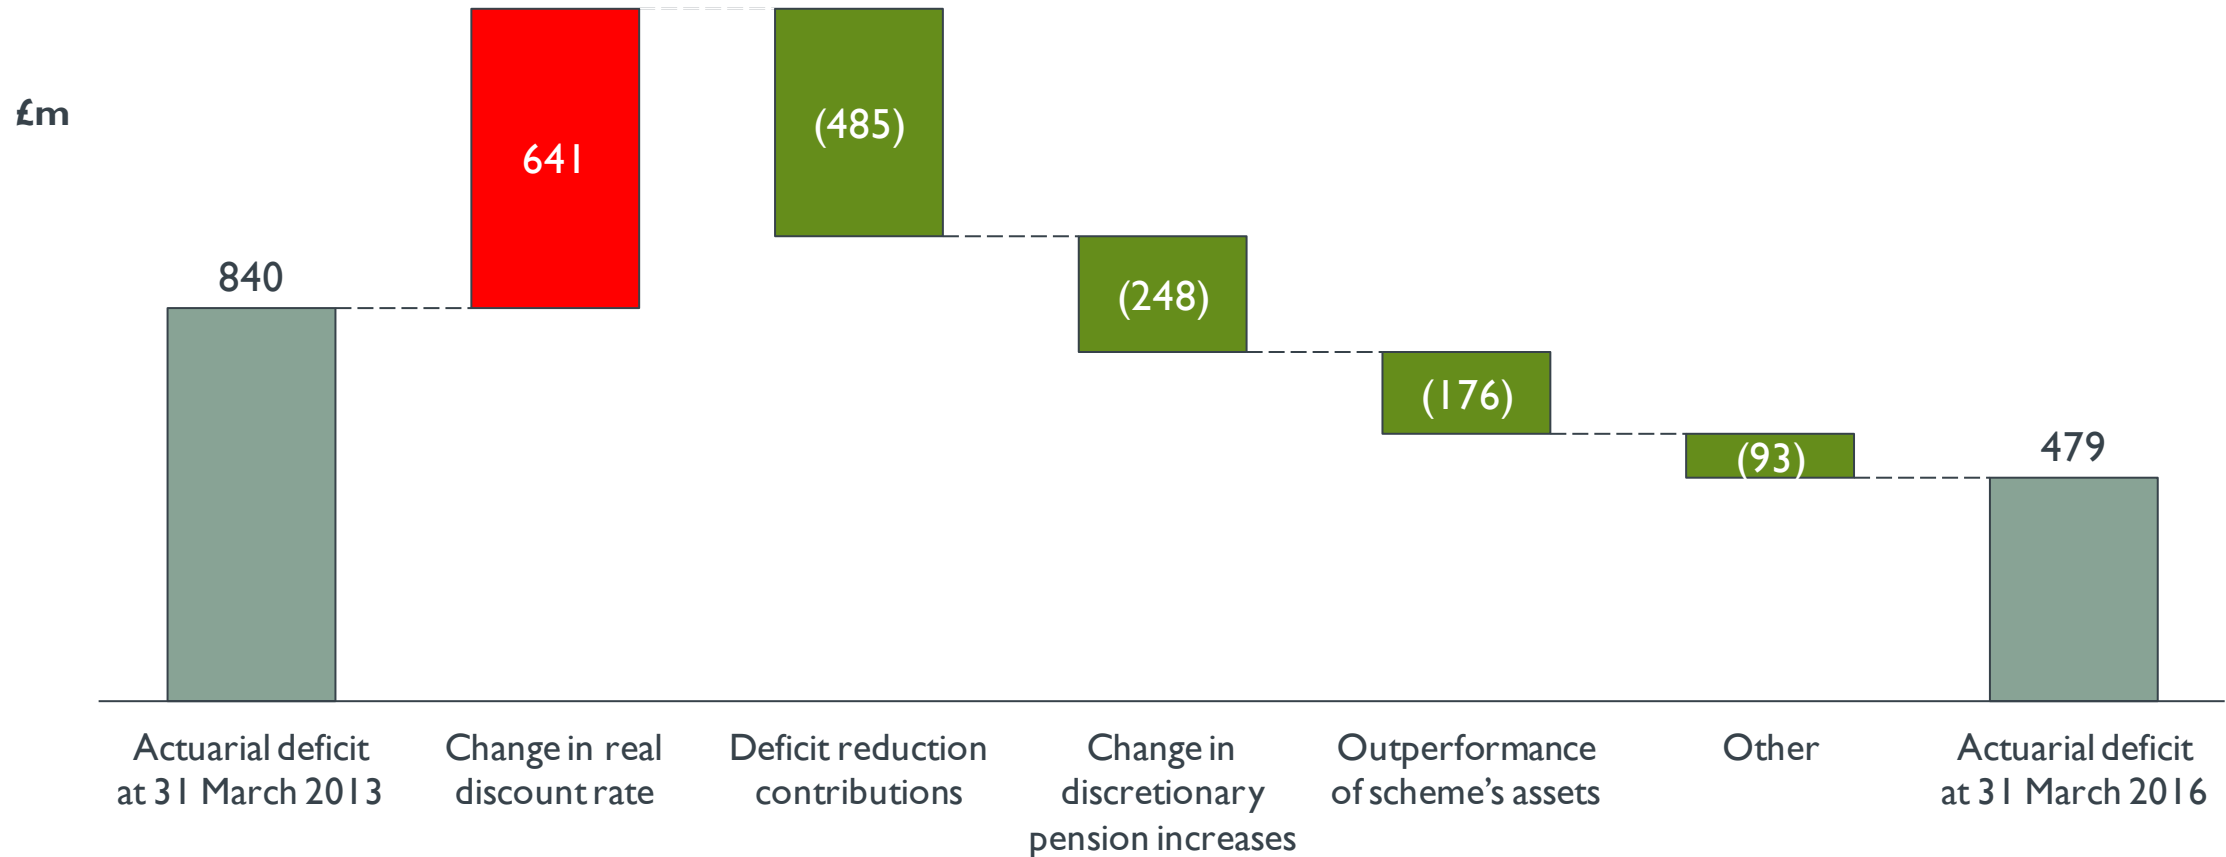 £m
840
641
(485)
(248)
(176)
(93)
479
Actuarial deficit
at 31 March 2013
Change in real
discount rate
Deficit reduction
contributions
Change in
discretionary
pension increases
Outperformance
of scheme’s assets
Other
Actuarial deficit
at 31 March 2016